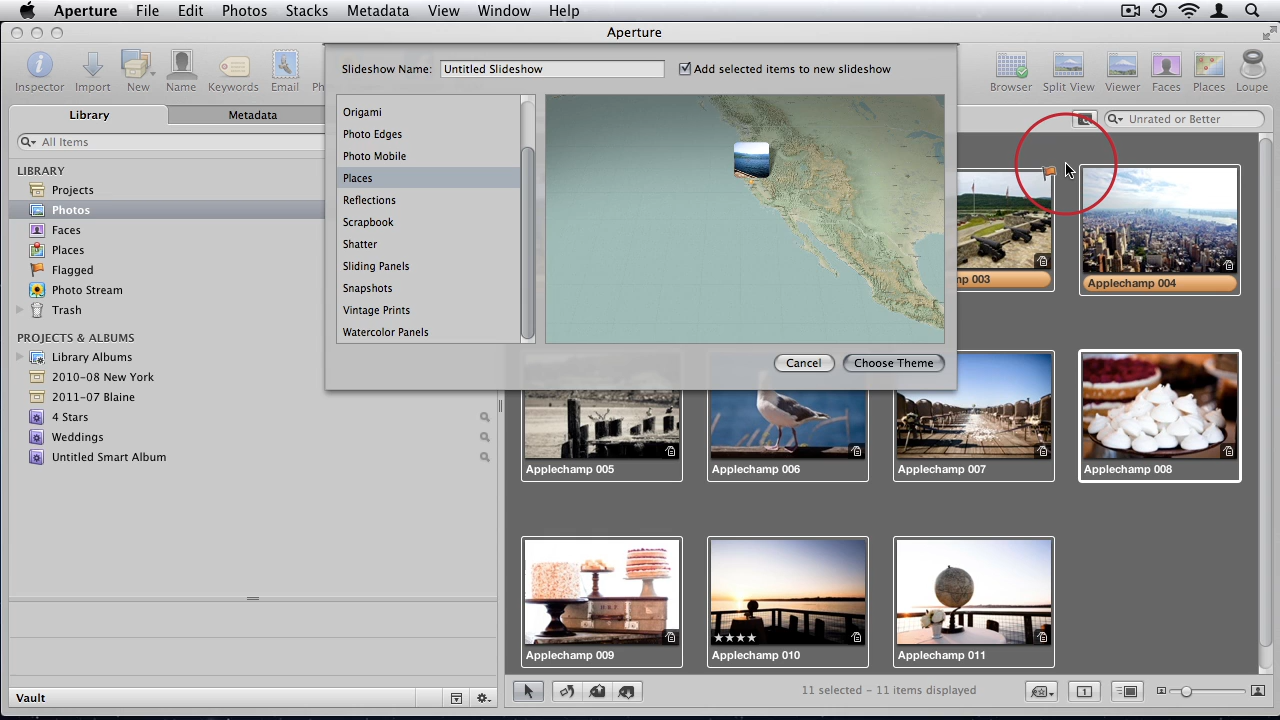 Aperture File Edit Photos Stacks Metadata View Window Help
Aperture
Inspector Import New Name Keywords Email
Browser Split View Viewer Faces Places Loupe
Slideshow Name: Untitled Slideshow Add selected items to new slideshow
Library Metadata
Unrated or Better
All Items
LIBRARY
Projects
Photos
Faces
Places
Flagged
Photo Stream
Trash
PROJECTS & ALBUMS
Library Albums
2010-08 New York
2011-07 Blaine
4 Stars
Weddings
Untitled Smart Album
Origami
Photo Edges
Photo Mobile
Places
Reflections
Scrapbook
Shatter
Sliding Panels
Snapshots
Vintage Prints
Watercolor Panels
Cancel Choose Theme
003 Applechamp 004
Applechamp 005 Applechamp 006 Applechamp 007 Applechamp 008
Applechamp 009 Applechamp 010 Applechamp 011
Vault
11 selected – 11 items displayed
1